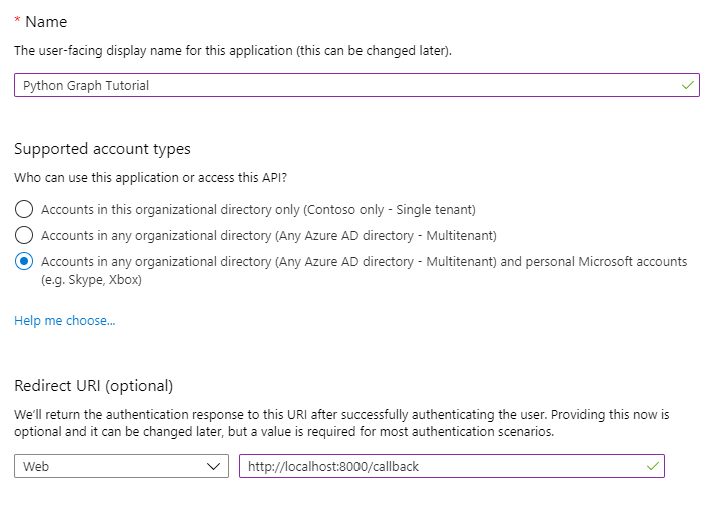 * Name
The user-facing display name for this application (this can be changed later).
Python Graph Tutorial
Supported account types
Who can use this application or access this API?
Accounts in this organizational directory only (Contoso only - Single tenant)
Accounts in any organizational directory (Any Azure AD directory - Multitenant)
Accounts in any organizational directory (Any Azure AD directory - Multitenant) and personal Microsoft accounts
(e.g. Skype, Xbox)
Help me choose...
Redirect URI (optional)
We'll return the authentication response to this URI after successfully authenticating the user. Providing this now is
optional and it can be changed later, but a value is required for most authentication scenarios.
Web http://localhost:8000/callback